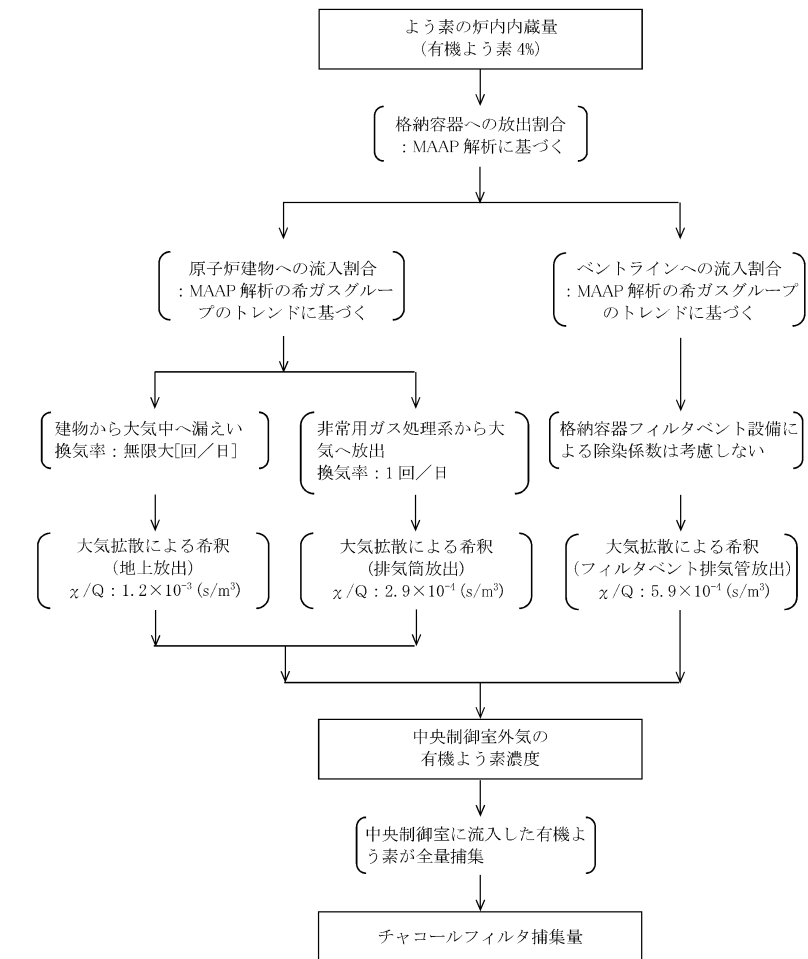 よう素の炉内内蔵量
(有機よう素 4%)
格納容器への放出割合
:MAAP 解析に基づく
原子炉建物への流入割合
:MAAP 解析の希ガスグルー
プのトレンドに基づく
ベントラインへの流入割合
:MAAP 解析の希ガスグループ
のトレンドに基づく
建物から大気中へ漏えい
換気率:無限大[回/日]
非常用ガス処理系から大
気へ放出
換気率:1 回/日
格納容器フィルタベント設備に
よる除染係数は考慮しない
大気拡散による希釈
(地上放出)
χ/Q:1.2×10⁻³ (s/m³)
大気拡散による希釈
(排気筒放出)
χ/Q:2.9×10⁻⁴ (s/m³)
大気拡散による希釈
(フィルタベント排気管放出)
χ/Q:5.9×10⁻⁴ (s/m³)
中央制御室外気の
有機よう素濃度
中央制御室に流入した有機よ
う素が全量捕集
チャコールフィルタ捕集量